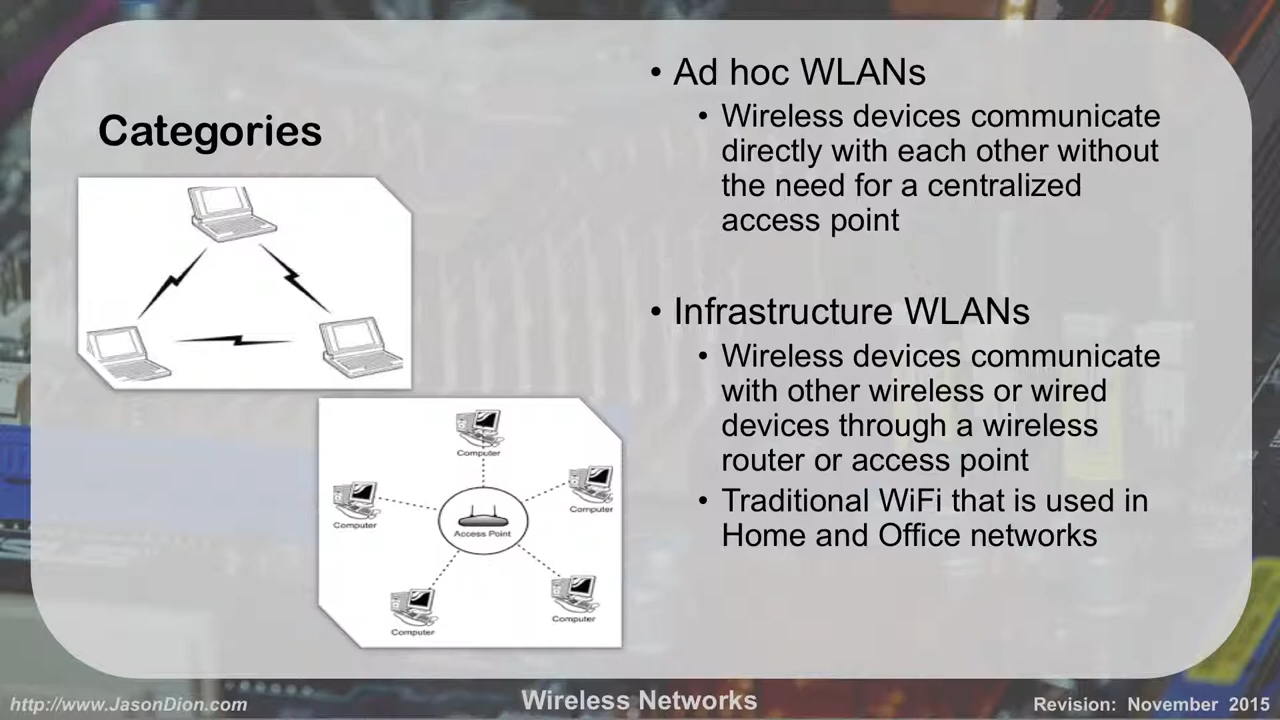 Categories
• Ad hoc WLANs
• Wireless devices communicate
directly with each other without
the need for a centralized
access point
• Infrastructure WLANs
• Wireless devices communicate
with other wireless or wired
devices through a wireless
router or access point
• Traditional WiFi that is used in
Home and Office networks
Computer
Computer
Computer
Access Point
Computer
Computer
http://www.JasonDion.com
Wireless Networks
Revision: November 2015